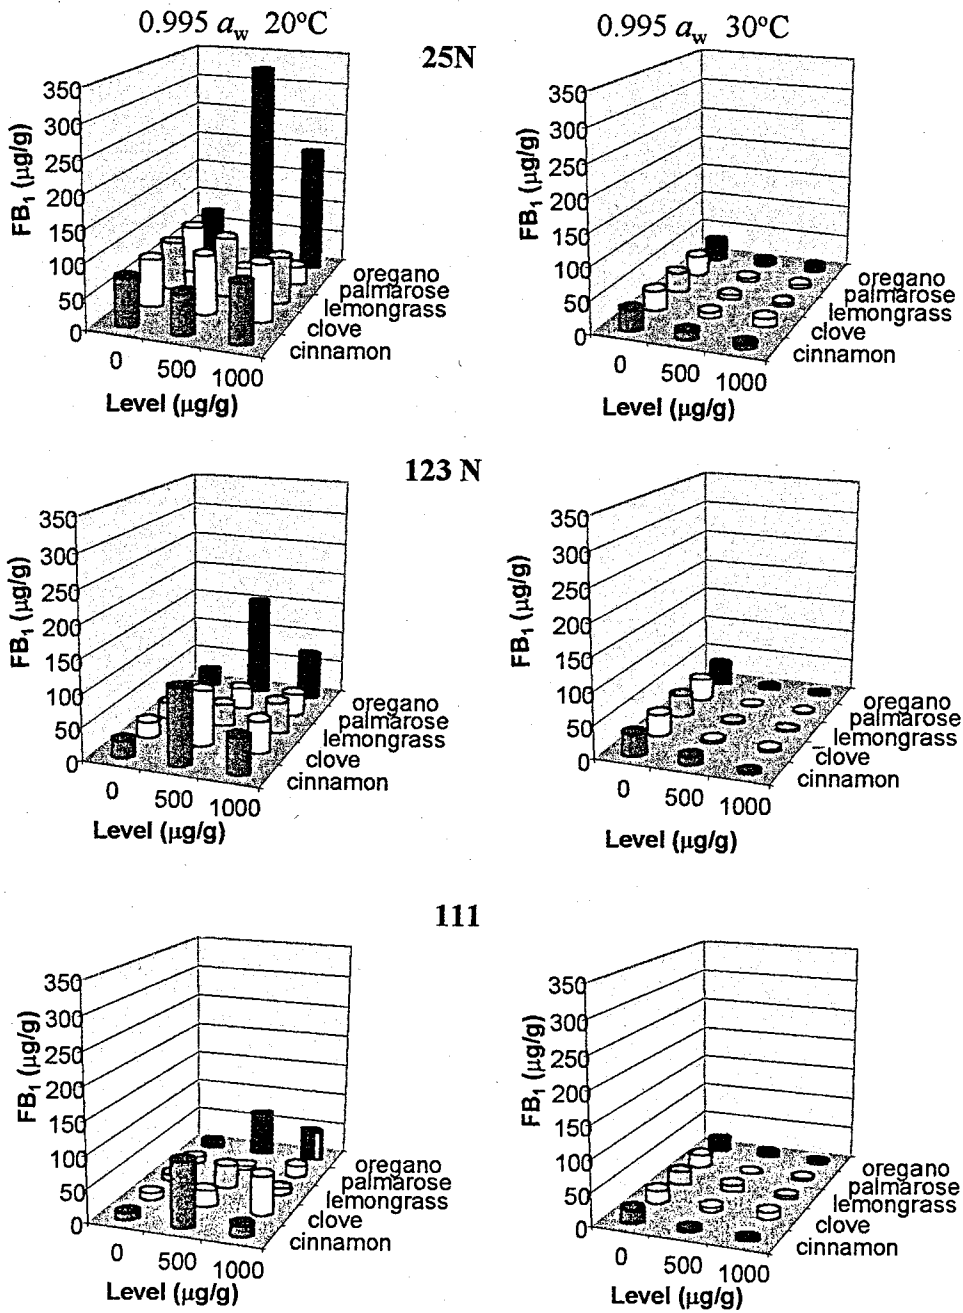 0.995 aw 20ºC
0.995 aw 30ºC
25N
350
300
250
200
150
100
50
0
FB1 (µg/g)
oregano
palmarose
lemongrass
clove
cinnamon
0
500
1000
Level (µg/g)
350
300
250
200
150
100
50
0
FB1 (µg/g)
oregano
palmarose
lemongrass
clove
cinnamon
0
500
1000
Level (µg/g)
123 N
350
300
250
200
150
100
50
0
FB1 (µg/g)
oregano
palmarose
lemongrass
clove
cinnamon
0
500
1000
Level (µg/g)
350
300
250
200
150
100
50
0
FB1 (µg/g)
oregano
palmarose
lemongrass
clove
cinnamon
0
500
1000
Level (µg/g)
111
350
300
250
200
150
100
50
0
FB1 (µg/g)
oregano
palmarose
lemongrass
clove
cinnamon
0
500
1000
Level (µg/g)
350
300
250
200
150
100
50
0
FB1 (µg/g)
oregano
palmarose
lemongrass
clove
cinnamon
0
500
1000
Level (µg/g)